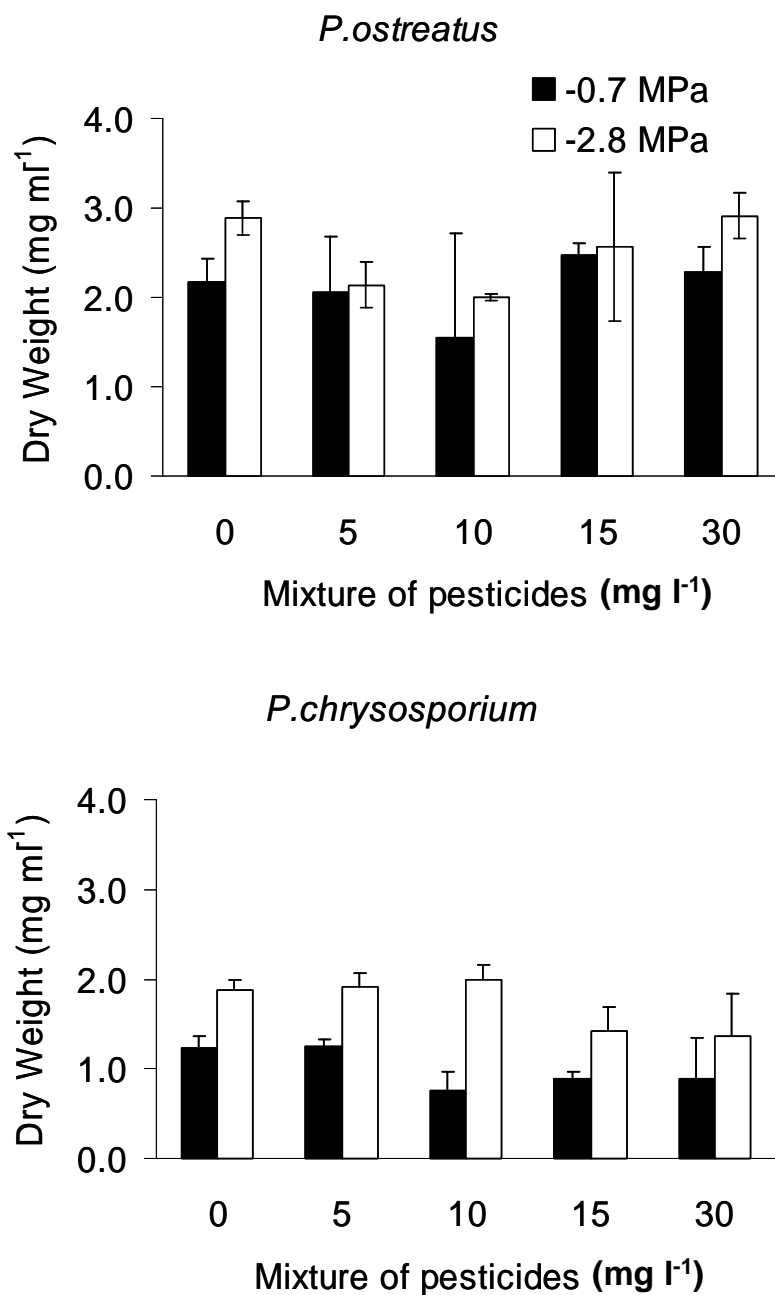 P.ostreatus
-0.7 MPa
-2.8 MPa
Dry Weight (mg ml⁻¹)
4.0
3.0
2.0
1.0
0.0
0 5 10 15 30
Mixture of pesticides (mg l⁻¹)
P.chrysosporium
Dry Weight (mg ml⁻¹)
4.0
3.0
2.0
1.0
0.0
0 5 10 15 30
Mixture of pesticides (mg l⁻¹)